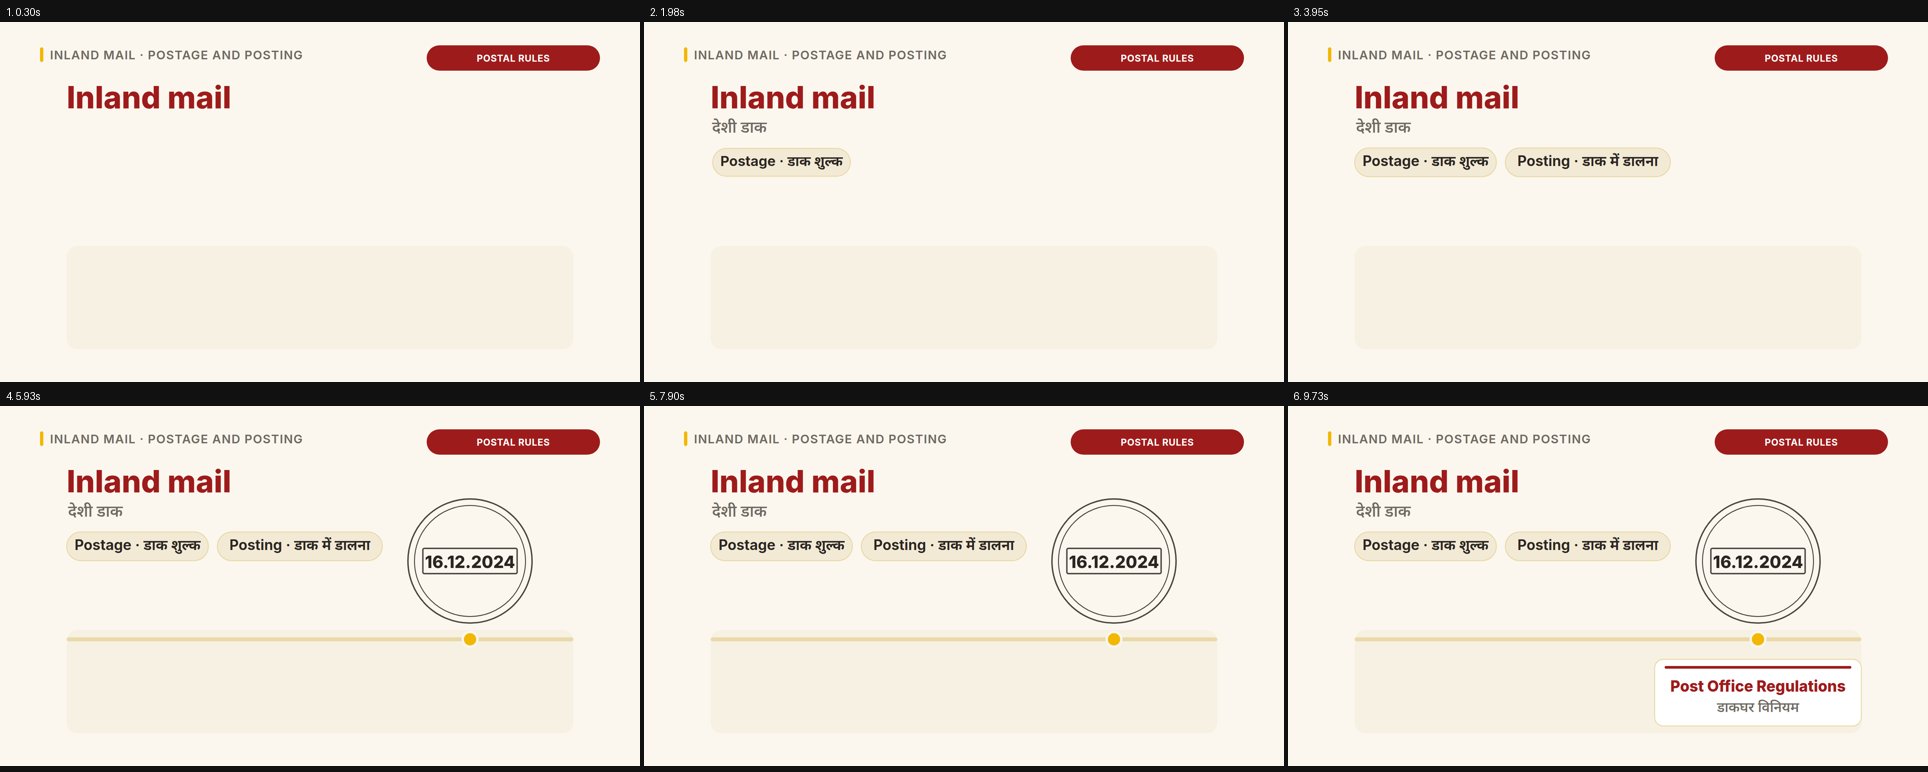 1. 0.30s
INLAND MAIL · POSTAGE AND POSTING
POSTAL RULES
Inland mail
2. 1.98s
INLAND MAIL · POSTAGE AND POSTING
POSTAL RULES
Inland mail
देशी डाक
Postage · डाक शुल्क
3. 3.95s
INLAND MAIL · POSTAGE AND POSTING
POSTAL RULES
Inland mail
देशी डाक
Postage · डाक शुल्क
Posting · डाक में डालना
4. 5.93s
INLAND MAIL · POSTAGE AND POSTING
POSTAL RULES
Inland mail
देशी डाक
Postage · डाक शुल्क
Posting · डाक में डालना
16.12.2024
5. 7.90s
INLAND MAIL · POSTAGE AND POSTING
POSTAL RULES
Inland mail
देशी डाक
Postage · डाक शुल्क
Posting · डाक में डालना
16.12.2024
6. 9.73s
INLAND MAIL · POSTAGE AND POSTING
POSTAL RULES
Inland mail
देशी डाक
Postage · डाक शुल्क
Posting · डाक में डालना
16.12.2024
Post Office Regulations
डाकघर विनियम